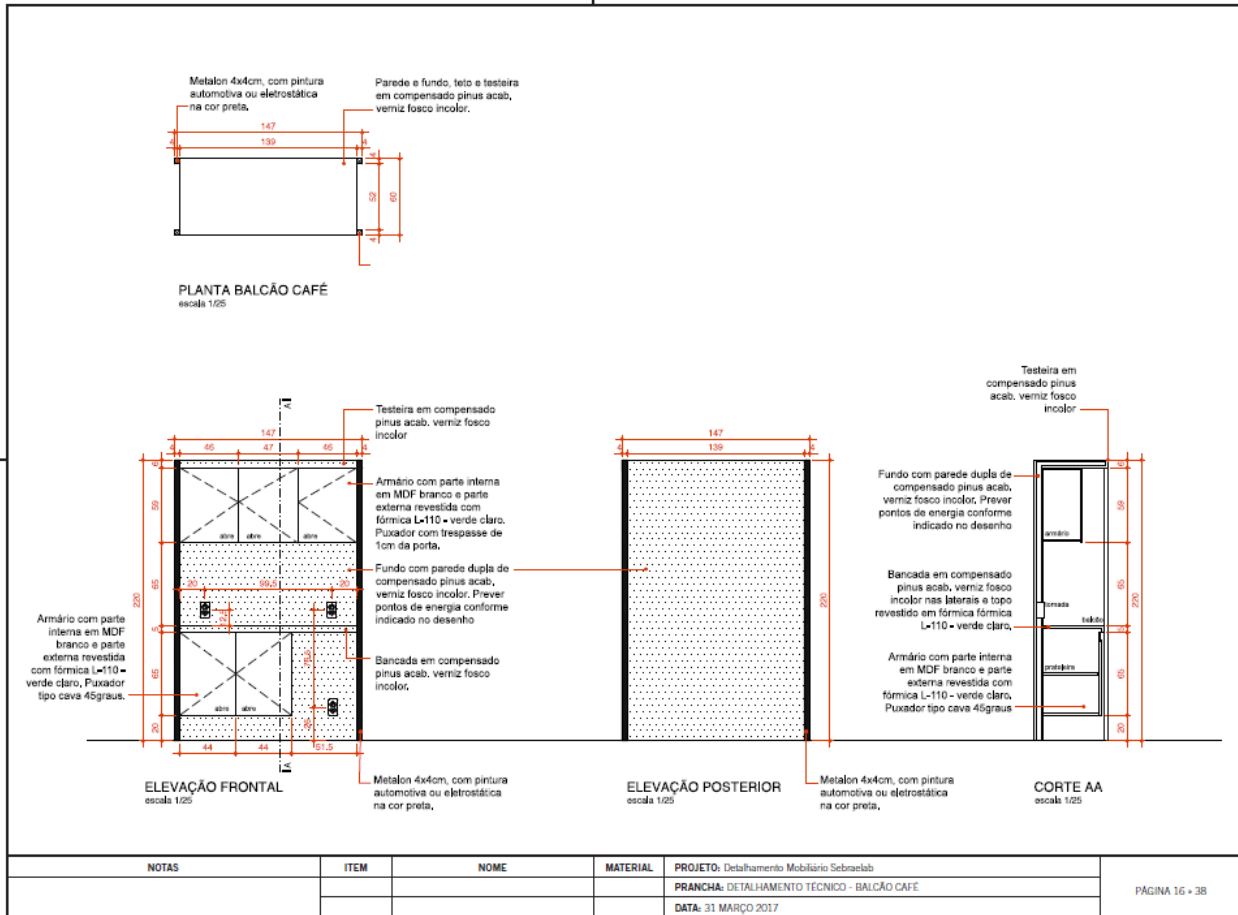 Metalon 4x4cm, com pintura
automotiva ou eletrostática
na cor preta.
Parede e fundo, teto e testeira
em compensado pinus acab.
verniz fosco incolor.
147
4
139
4
4
52
60
4
PLANTA BALCÃO CAFÉ
escala 1/25
A
147
4
46
47
46
4
Testeira em compensado
pinus acab. verniz fosco
incolor
6
59
65
5
65
20
220
abre
abre
abre
Armário com parte interna
em MDF branco e parte
externa revestida com
fórmica L-110 - verde claro.
Puxador com trespasse de
1cm da porta.
20
99,5
20
Fundo com parede dupla de
compensado pinus acab.
verniz fosco incolor. Prever
pontos de energia conforme
indicado no desenho
Armário com parte
interna em MDF
branco e parte
externa revestida
com fórmica L-110 -
verde claro. Puxador
tipo cava 45graus.
Bancada em compensado
pinus acab. verniz fosco
incolor.
abre
abre
44
44
51.5
A
ELEVAÇÃO FRONTAL
escala 1/25
Metalon 4x4cm, com pintura
automotiva ou eletrostática
na cor preta.
147
4
139
4
220
ELEVAÇÃO POSTERIOR
escala 1/25
Metalon 4x4cm, com pintura
automotiva ou eletrostática
na cor preta.
Testeira em
compensado pinus
acab. verniz fosco
incolor
Fundo com parede dupla de
compensado pinus acab.
verniz fosco incolor. Prever
pontos de energia conforme
indicado no desenho
armário
Bancada em compensado
pinus acab. verniz fosco
incolor nas laterais e topo
revestido em fórmica fórmica
L-110 - verde claro.
tomada
balcão
Armário com parte interna
em MDF branco e parte
externa revestida com
fórmica L-110 - verde claro.
Puxador tipo cava 45graus
prateleira
6
59
65
5
65
20
220
CORTE AA
escala 1/25
NOTAS
ITEM
NOME
MATERIAL
PROJETO: Detalhamento Mobiliário Sebraelab
PRANCHA: DETALHAMENTO TÉCNICO - BALCÃO CAFÉ
DATA: 31 MARÇO 2017
PÁGINA 16 » 38